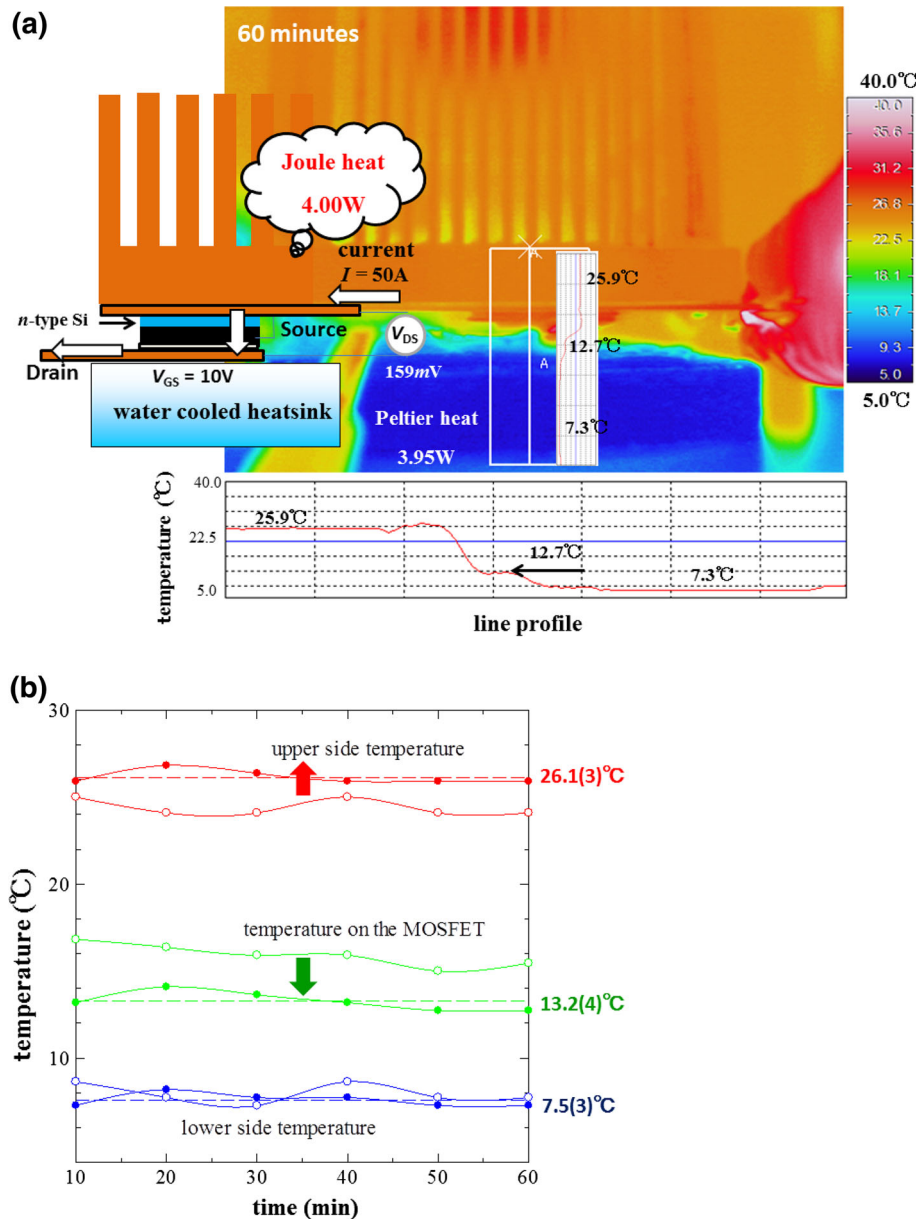 (a)
60 minutes
40.0℃
40.0
35.6
31.2
26.8
22.5
18.1
13.7
9.3
5.0
5.0℃
Joule heat
4.00W
current
I = 50A
A
25.9℃
n-type Si
Source
VDS
12.7℃
A
Drain
VGS = 10V
159mV
water cooled heatsink
Peltier heat
7.3℃
3.95W
temperature (℃)
40.0
22.5
5.0
25.9℃
12.7℃
7.3℃
line profile
(b)
30
20
10
temperature (℃)
upper side temperature
26.1(3)℃
temperature on the MOSFET
13.2(4)℃
7.5(3)℃
lower side temperature
10 20 30 40 50 60
time (min)